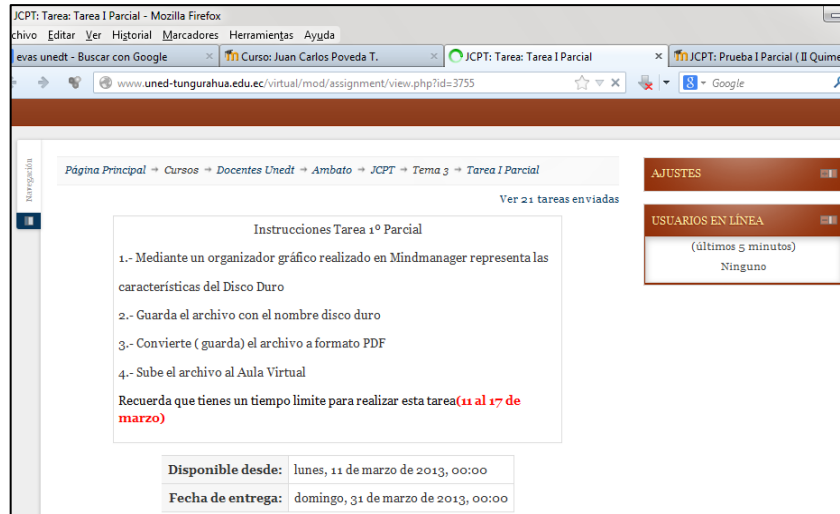 JCPT: Tarea: Tarea I Parcial - Mozilla Firefox
chivo Editar Ver Historial Marcadores Herramientas Ayuda
evas unedt - Buscar con Google
Curso: Juan Carlos Poveda T.
JCPT: Tarea: Tarea I Parcial
JCPT: Prueba I Parcial ( II Quime
www.uned-tungurahua.edu.ec/virtual/mod/assignment/view.php?id=3755
Google
Navegación
Página Principal → Cursos → Docentes Unedt → Ambato → JCPT → Tema 3 → Tarea I Parcial
Ver 21 tareas enviadas
Instrucciones Tarea 1º Parcial
1.- Mediante un organizador gráfico realizado en Mindmanager representa las
características del Disco Duro
2.- Guarda el archivo con el nombre disco duro
3.- Convierte ( guarda) el archivo a formato PDF
4.- Sube el archivo al Aula Virtual
Recuerda que tienes un tiempo limite para realizar esta tarea(11 al 17 de
marzo)
Disponible desde: lunes, 11 de marzo de 2013, 00:00
Fecha de entrega: domingo, 31 de marzo de 2013, 00:00
AJUSTES
USUARIOS EN LÍNEA
(últimos 5 minutos)
Ninguno